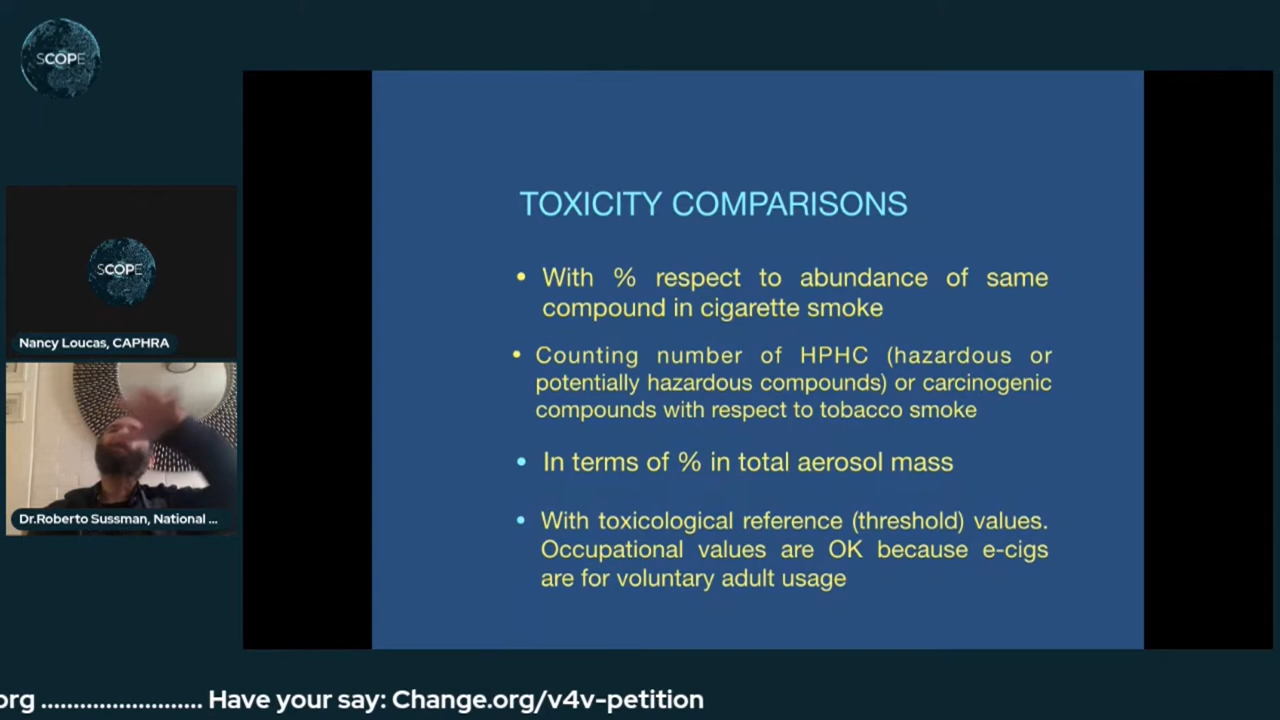 SCOPE
SCOPE
Nancy Loucas, CAPHRA
Dr.Roberto Sussman, National ...
TOXICITY COMPARISONS
• With % respect to abundance of same
compound in cigarette smoke
• Counting number of HPHC (hazardous or
potentially hazardous compounds) or carcinogenic
compounds with respect to tobacco smoke
• In terms of % in total aerosol mass
• With toxicological reference (threshold) values.
Occupational values are OK because e-cigs
are for voluntary adult usage
org ......................... Have your say: Change.org/v4v-petition